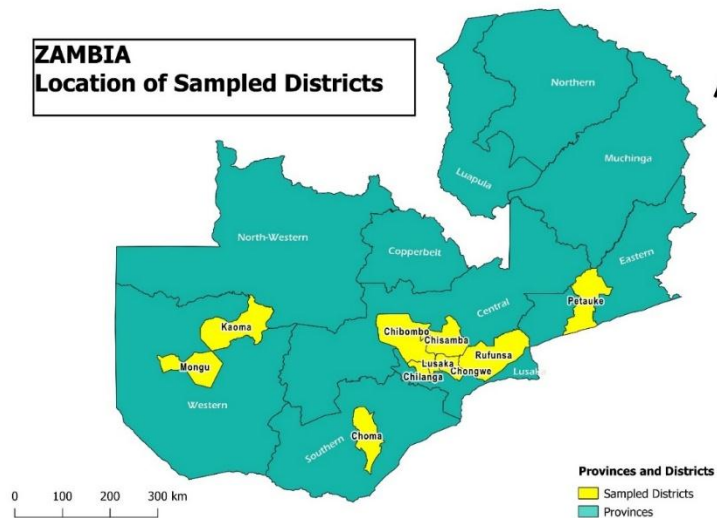 ZAMBIA
Location of Sampled Districts
Northern
Luapula
Muchinga
North-Western
Copperbelt
Eastern
Central
Petauke
Kaoma
Chibombo
Chisamba
Mongu
Lusaka
Rufunsa
Chilanga
Chongwe
Western
Choma
Southern
Provinces and Districts
Sampled Districts
Provinces
0 100 200 300 km